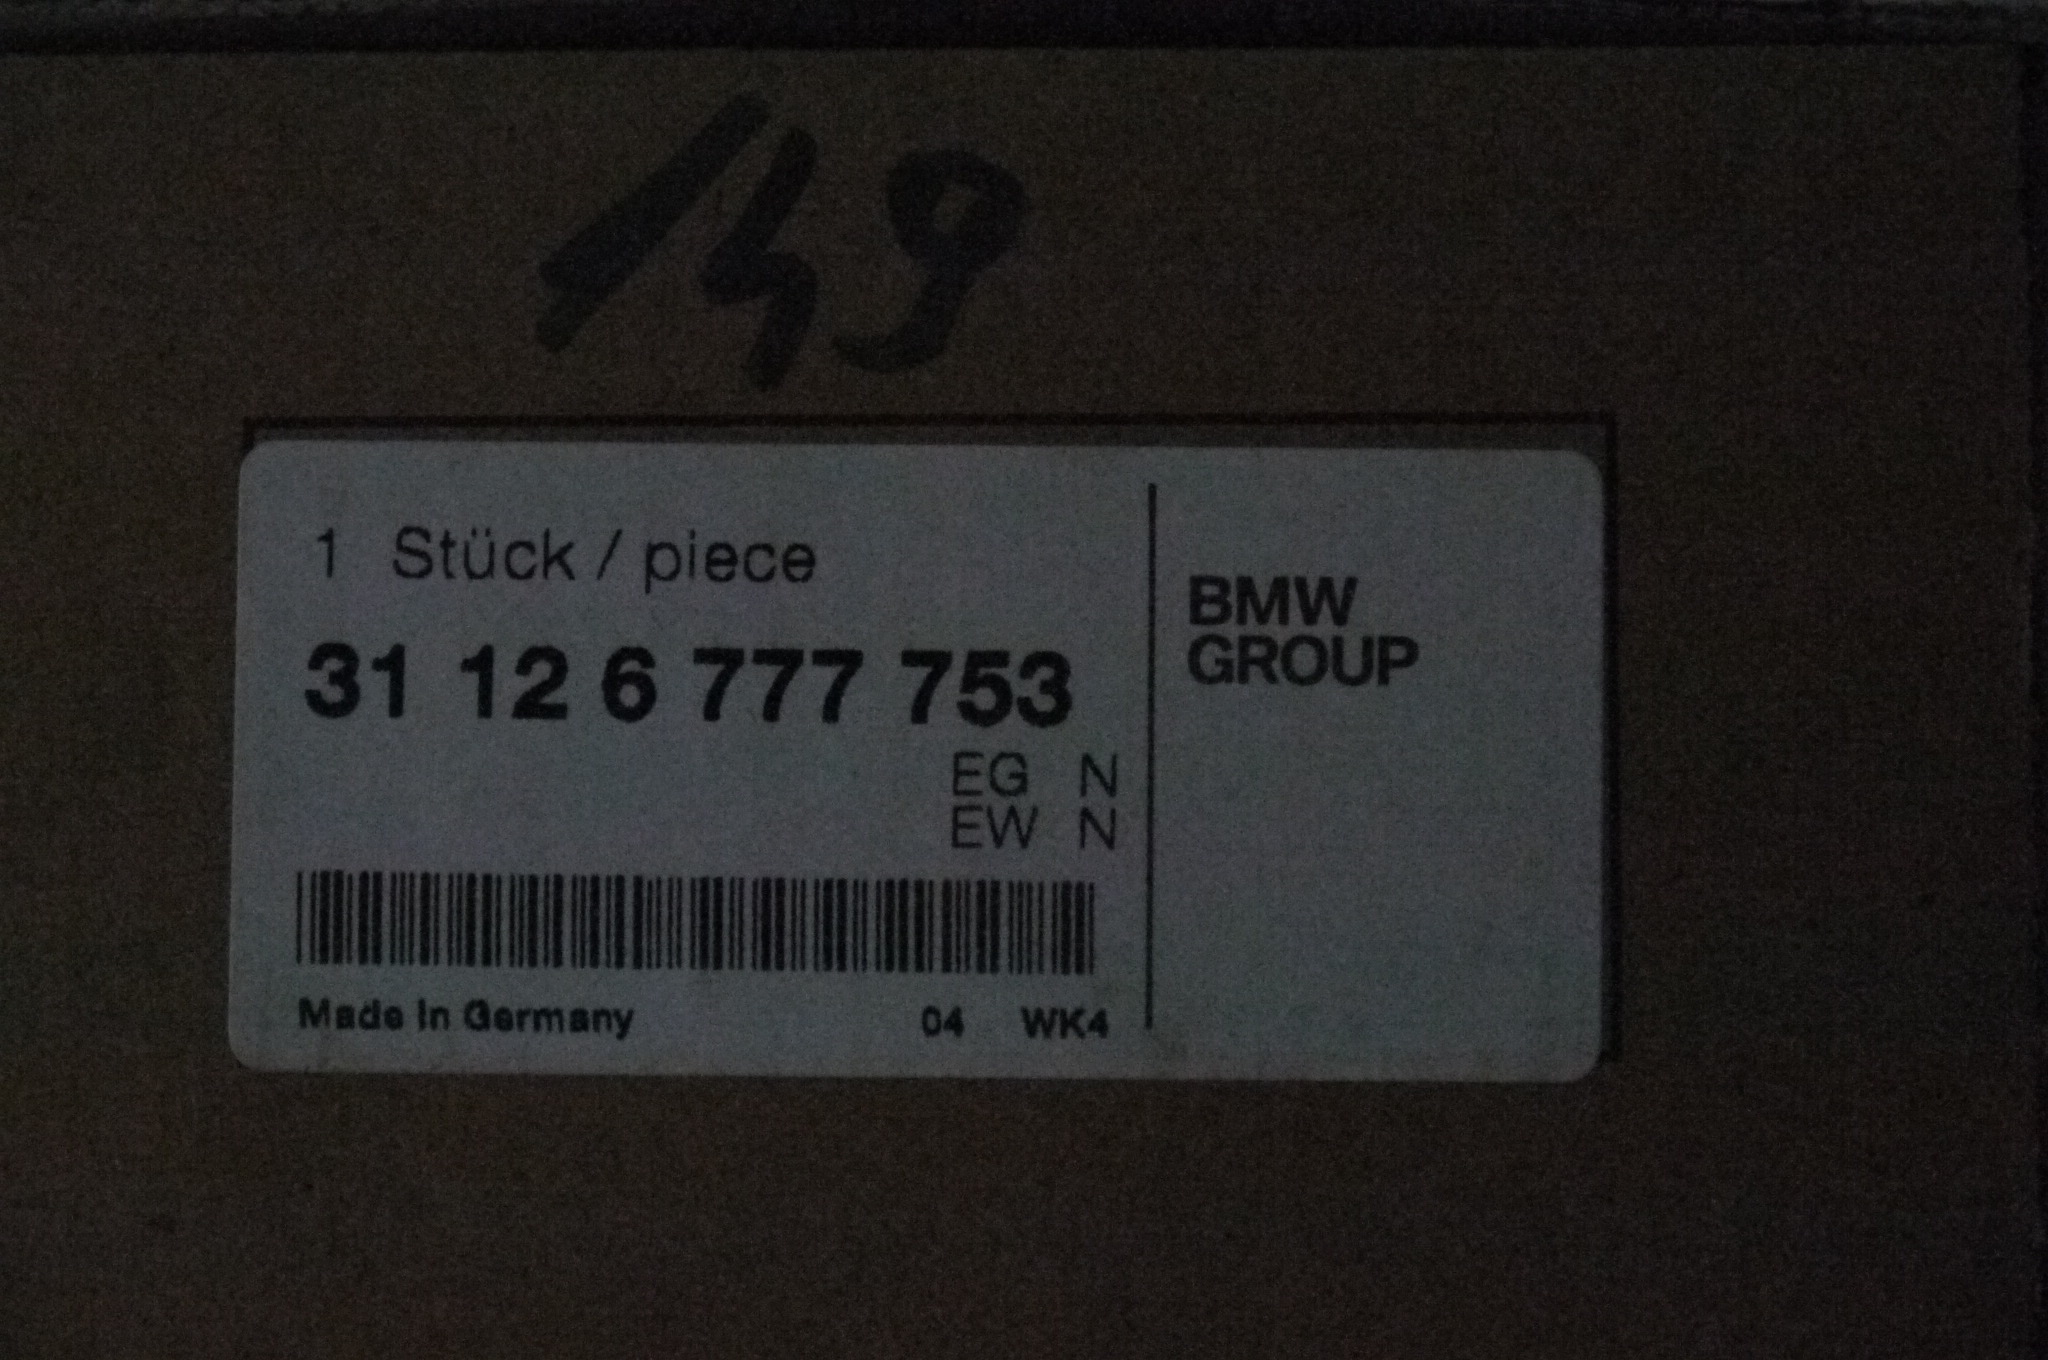 149
1 Stück / piece
31 12 6 777 753
EG N
EW N
Made in Germany 04 WK4
BMW
GROUP